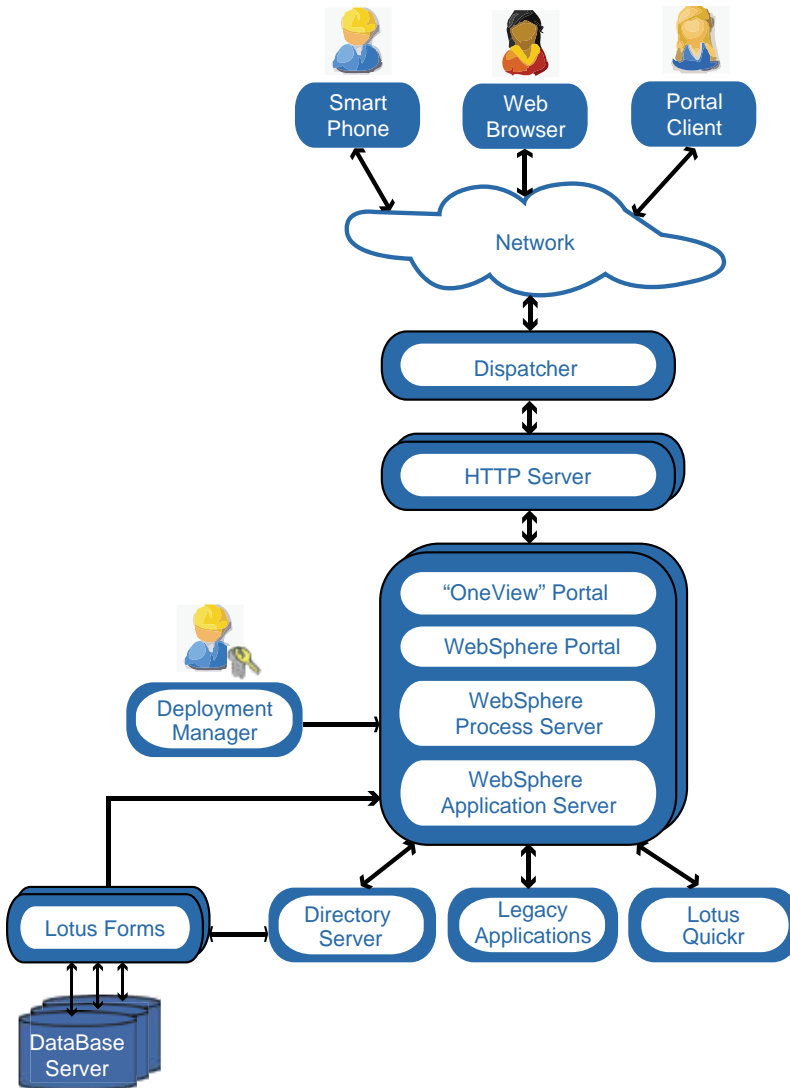 Smart
Phone
Web
Browser
Portal
Client
Network
Dispatcher
HTTP Server
“OneView” Portal
WebSphere Portal
WebSphere
Process Server
WebSphere
Application Server
Deployment
Manager
Lotus Forms
Directory
Server
Legacy
Applications
Lotus
Quickr
DataBase
Server